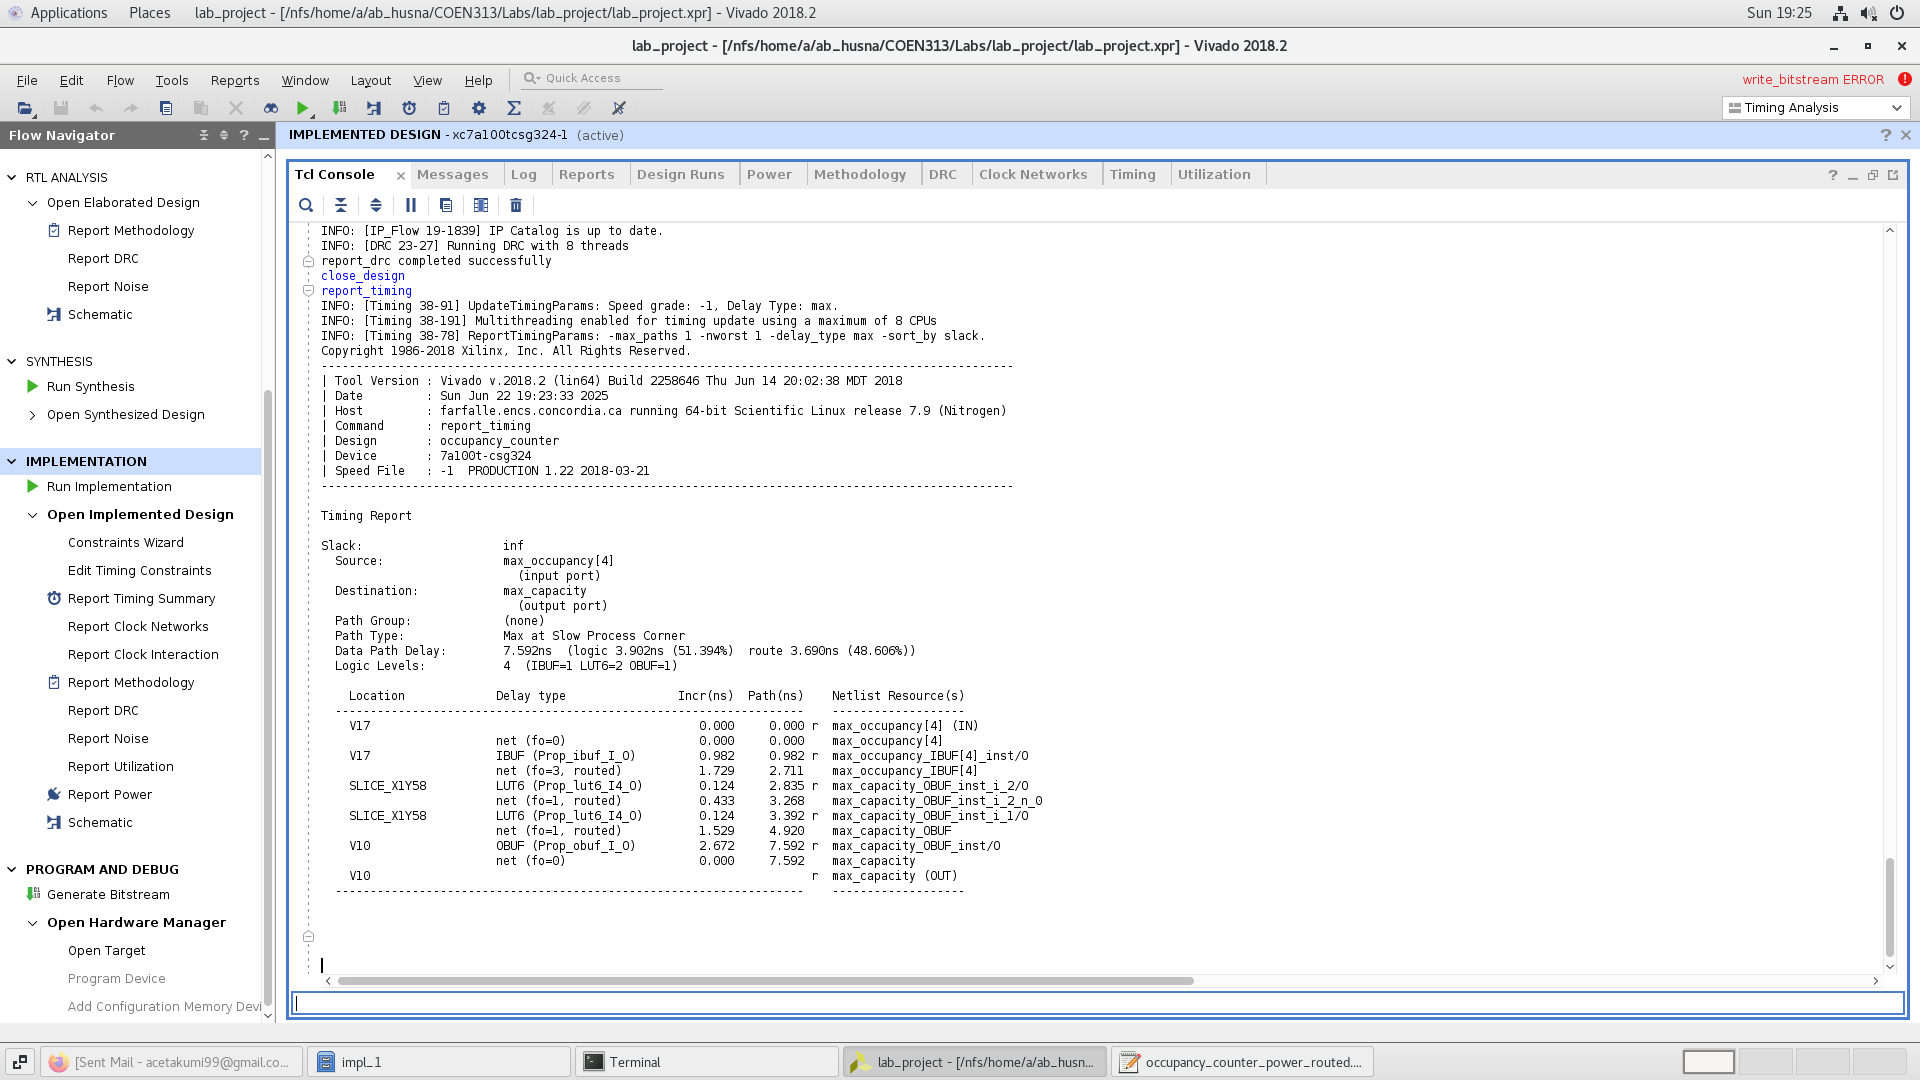 Applications Places lab_project - [/nfs/home/a/ab_husna/COEN313/Labs/lab_project/lab_project.xpr] - Vivado 2018.2 Sun 19:25
lab_project - [/nfs/home/a/ab_husna/COEN313/Labs/lab_project/lab_project.xpr] - Vivado 2018.2
File Edit Flow Tools Reports Window Layout View Help Quick Access write_bitstream ERROR
Timing Analysis
Flow Navigator
IMPLEMENTED DESIGN - xc7a100tcsg324-1 (active)
RTL ANALYSIS
Open Elaborated Design
Report Methodology
Report DRC
Report Noise
Schematic
SYNTHESIS
Run Synthesis
Open Synthesized Design
IMPLEMENTATION
Run Implementation
Open Implemented Design
Constraints Wizard
Edit Timing Constraints
Report Timing Summary
Report Clock Networks
Report Clock Interaction
Report Methodology
Report DRC
Report Noise
Report Utilization
Report Power
Schematic
PROGRAM AND DEBUG
Generate Bitstream
Open Hardware Manager
Open Target
Program Device
Add Configuration Memory Devi
Tcl Console Messages Log Reports Design Runs Power Methodology DRC Clock Networks Timing Utilization
INFO: [IP_Flow 19-1839] IP Catalog is up to date.
INFO: [DRC 23-27] Running DRC with 8 threads
report_drc completed successfully
close_design
report_timing
INFO: [Timing 38-91] UpdateTimingParams: Speed grade: -1, Delay Type: max.
INFO: [Timing 38-191] Multithreading enabled for timing update using a maximum of 8 CPUs
INFO: [Timing 38-78] ReportTimingParams: -max_paths 1 -nworst 1 -delay_type max -sort_by slack.
Copyright 1986-2018 Xilinx, Inc. All Rights Reserved.
---------------------------------------------------------------------------------------------------
| Tool Version : Vivado v.2018.2 (lin64) Build 2258646 Thu Jun 14 20:02:38 MDT 2018
| Date : Sun Jun 22 19:23:33 2025
| Host : farfalle.encs.concordia.ca running 64-bit Scientific Linux release 7.9 (Nitrogen)
| Command : report_timing
| Design : occupancy_counter
| Device : 7a100t-csg324
| Speed File : -1 PRODUCTION 1.22 2018-03-21
---------------------------------------------------------------------------------------------------
Timing Report
Slack: inf
Source: max_occupancy[4]
(input port)
Destination: max_capacity
(output port)
Path Group: (none)
Path Type: Max at Slow Process Corner
Data Path Delay: 7.592ns (logic 3.902ns (51.394%) route 3.690ns (48.606%))
Logic Levels: 4 (IBUF=1 LUT6=2 OBUF=1)
Location Delay type Incr(ns) Path(ns) Netlist Resource(s)
------------------------------------------------------------------- -------------------
V17 0.000 0.000 r max_occupancy[4] (IN)
net (fo=0) 0.000 0.000 max_occupancy[4]
V17 IBUF (Prop_ibuf_I_O) 0.982 0.982 r max_occupancy_IBUF[4]_inst/O
net (fo=3, routed) 1.729 2.711 max_occupancy_IBUF[4]
SLICE_X1Y58 LUT6 (Prop_lut6_I4_O) 0.124 2.835 r max_capacity_OBUF_inst_i_2/O
net (fo=1, routed) 0.433 3.268 max_capacity_OBUF_inst_i_2_n_0
SLICE_X1Y58 LUT6 (Prop_lut6_I4_O) 0.124 3.392 r max_capacity_OBUF_inst_i_1/O
net (fo=1, routed) 1.529 4.920 max_capacity_OBUF
V10 OBUF (Prop_obuf_I_O) 2.672 7.592 r max_capacity_OBUF_inst/O
net (fo=0) 0.000 7.592 max_capacity
V10 r max_capacity (OUT)
------------------------------------------------------------------- -------------------
[Sent Mail - acetakumi99@gmail.co... impl_1 Terminal lab_project - [/nfs/home/a/ab_husn... occupancy_counter_power_routed....